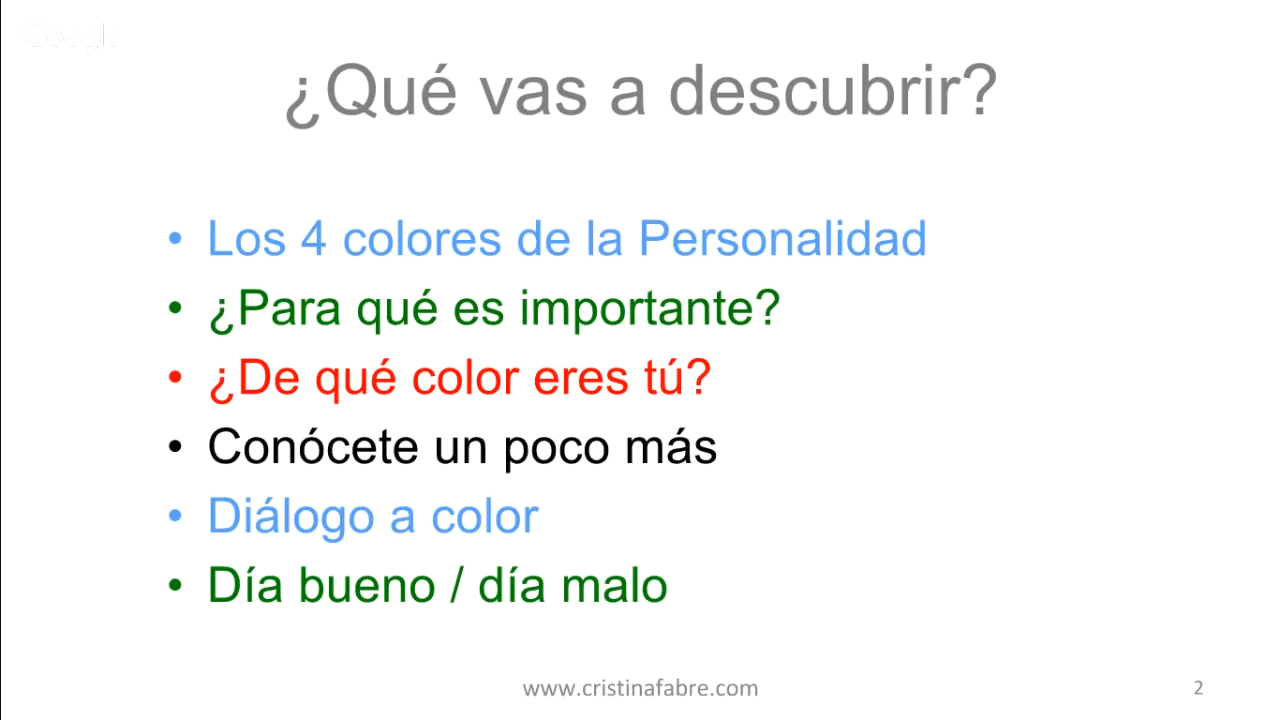 ¿Qué vas a descubrir?
• Los 4 colores de la Personalidad
• ¿Para qué es importante?
• ¿De qué color eres tú?
• Conócete un poco más
• Diálogo a color
• Día bueno / día malo
www.cristinafabre.com
2